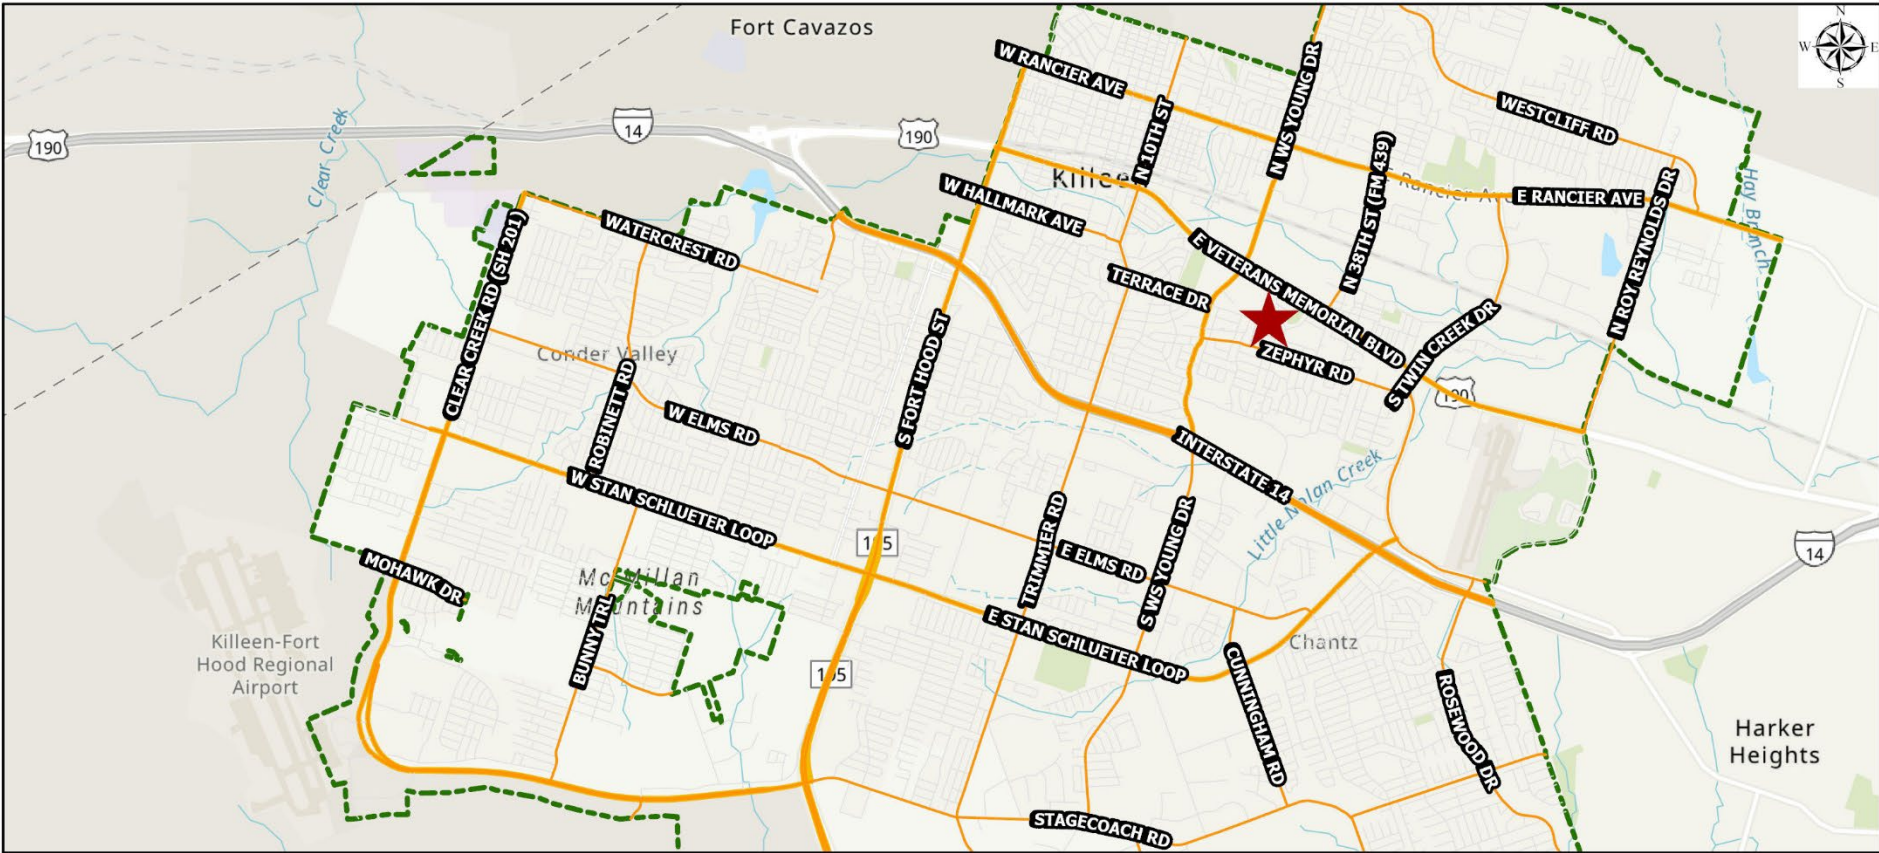 Fort Cavazos
N
W
E
S
W RANCIER AVE
N WS YOUNG DR
WESTCLIFF RD
N 10TH ST
14
190
190
Clear Creek
N 38TH ST (FM 439)
Hay Branch
W HALLMARK AVE
E RANCIER AVE
N ROY REYNOLDS DR
CLEAR CREEK RD (SH 201)
WATERCREST RD
E VETERANS MEMORIAL BLVD
TERRACE DR
S FORT HOOD ST
Conder Valley
ZEPHYR RD
S TWIN CREEK DR
190
ROBINETT RD
W ELMS RD
INTERSTATE 14
Little Nolan Creek
W STAN SCHLUETER LOOP
TRIMMIER RD
S WS YOUNG DR
E ELMS RD
14
MOHAWK DR
BUNNY TRL
Killeen-Fort
Hood Regional
Airport
E STAN SCHLUETER LOOP
Chantz
CUNNINGHAM RD
ROSEWOOD DR
Harker
Heights
STAGECOACH RD